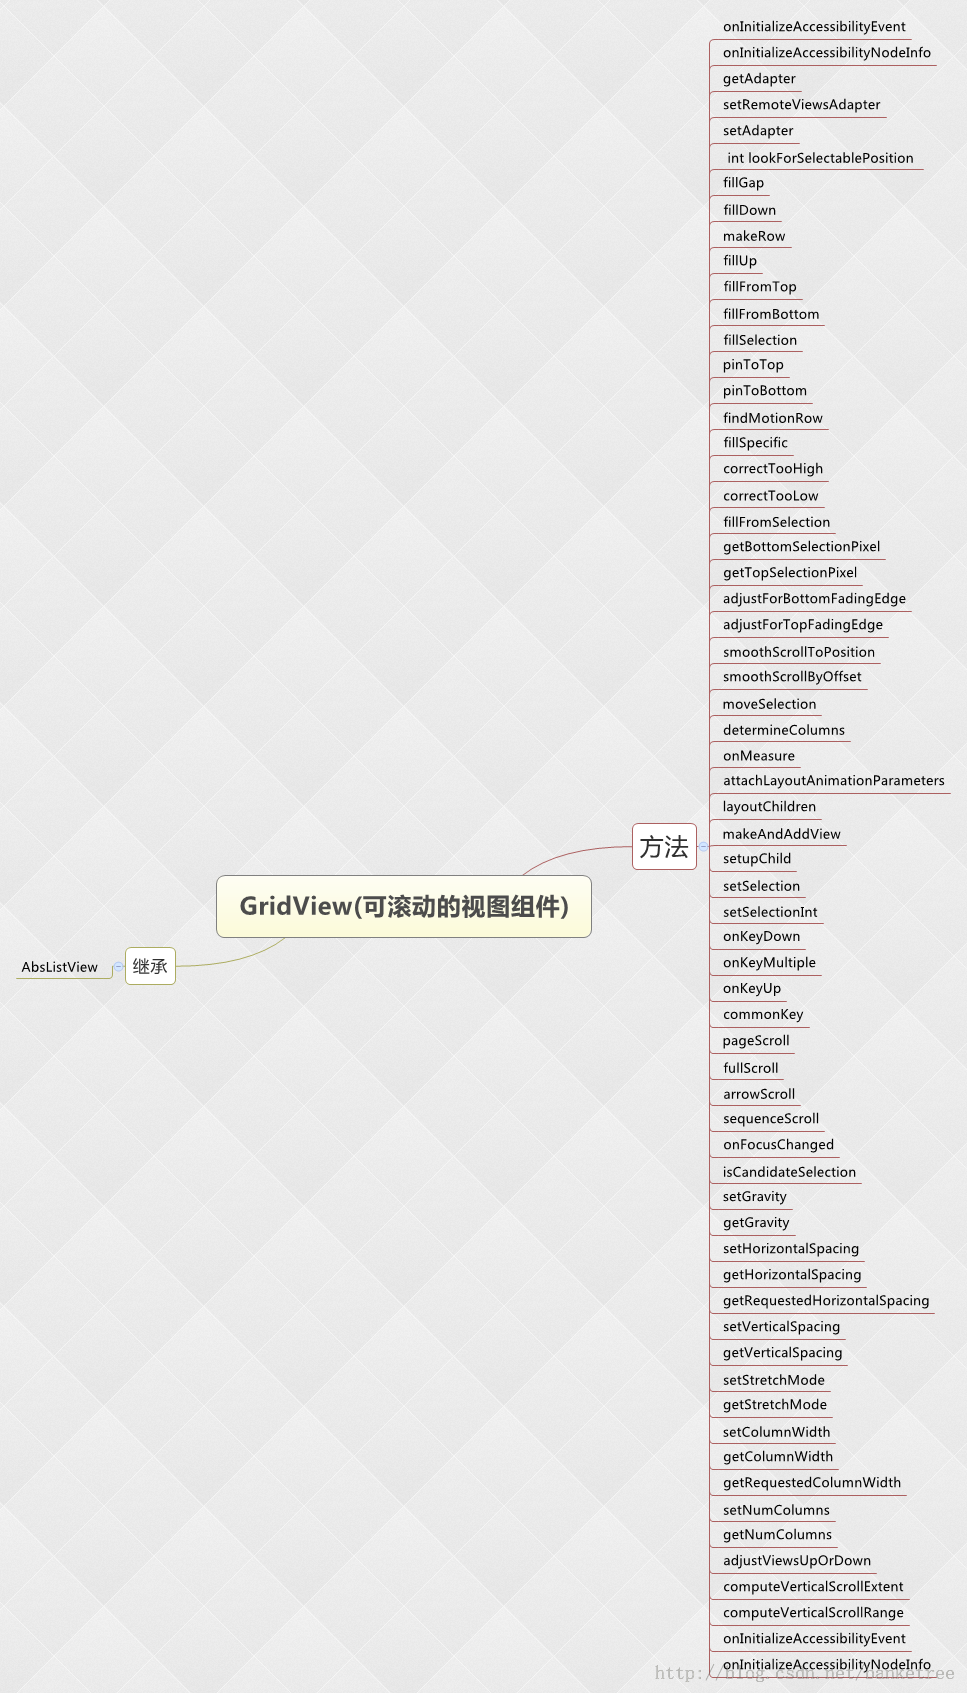 GridView(可滚动的视图组件)
方法
onInitializeAccessibilityEvent
onInitializeAccessibilityNodeInfo
getAdapter
setRemoteViewsAdapter
setAdapter
int lookForSelectablePosition
fillGap
fillDown
makeRow
fillUp
fillFromTop
fillFromBottom
fillSelection
pinToTop
pinToBottom
findMotionRow
fillSpecific
correctTooHigh
correctTooLow
fillFromSelection
getBottomSelectionPixel
getTopSelectionPixel
adjustForBottomFadingEdge
adjustForTopFadingEdge
smoothScrollToPosition
smoothScrollByOffset
moveSelection
determineColumns
onMeasure
attachLayoutAnimationParameters
layoutChildren
makeAndAddView
setupChild
setSelection
setSelectionInt
onKeyDown
onKeyMultiple
onKeyUp
commonKey
pageScroll
fullScroll
arrowScroll
sequenceScroll
onFocusChanged
isCandidateSelection
setGravity
getGravity
setHorizontalSpacing
getHorizontalSpacing
getRequestedHorizontalSpacing
setVerticalSpacing
getVerticalSpacing
setStretchMode
getStretchMode
setColumnWidth
getColumnWidth
getRequestedColumnWidth
setNumColumns
getNumColumns
adjustViewsUpOrDown
computeVerticalScrollExtent
computeVerticalScrollRange
onInitializeAccessibilityEvent
onInitializeAccessibilityNodeInfo
继承
AbsListView
http://blog.csdn.net/banketree